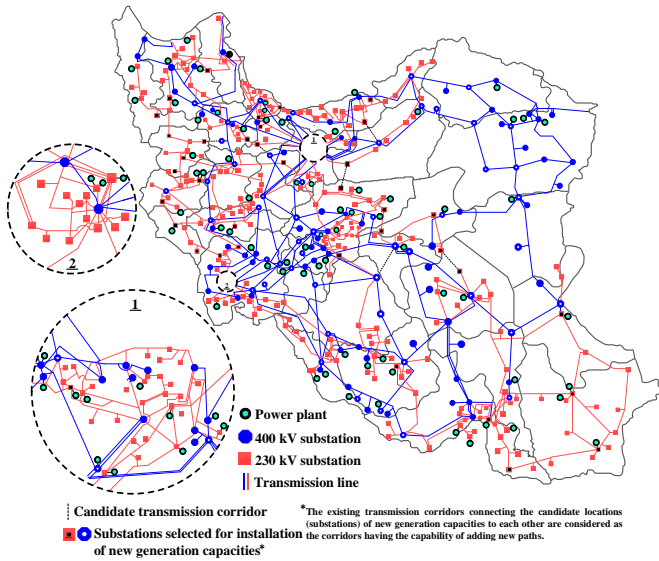 1
2
2
1
Power plant
400 kV substation
230 kV substation
Transmission line
Candidate transmission corridor
Substations selected for installation
of new generation capacities*
*The existing transmission corridors connecting the candidate locations
(substations) of new generation capacities to each other are considered as
the corridors having the capability of adding new paths.